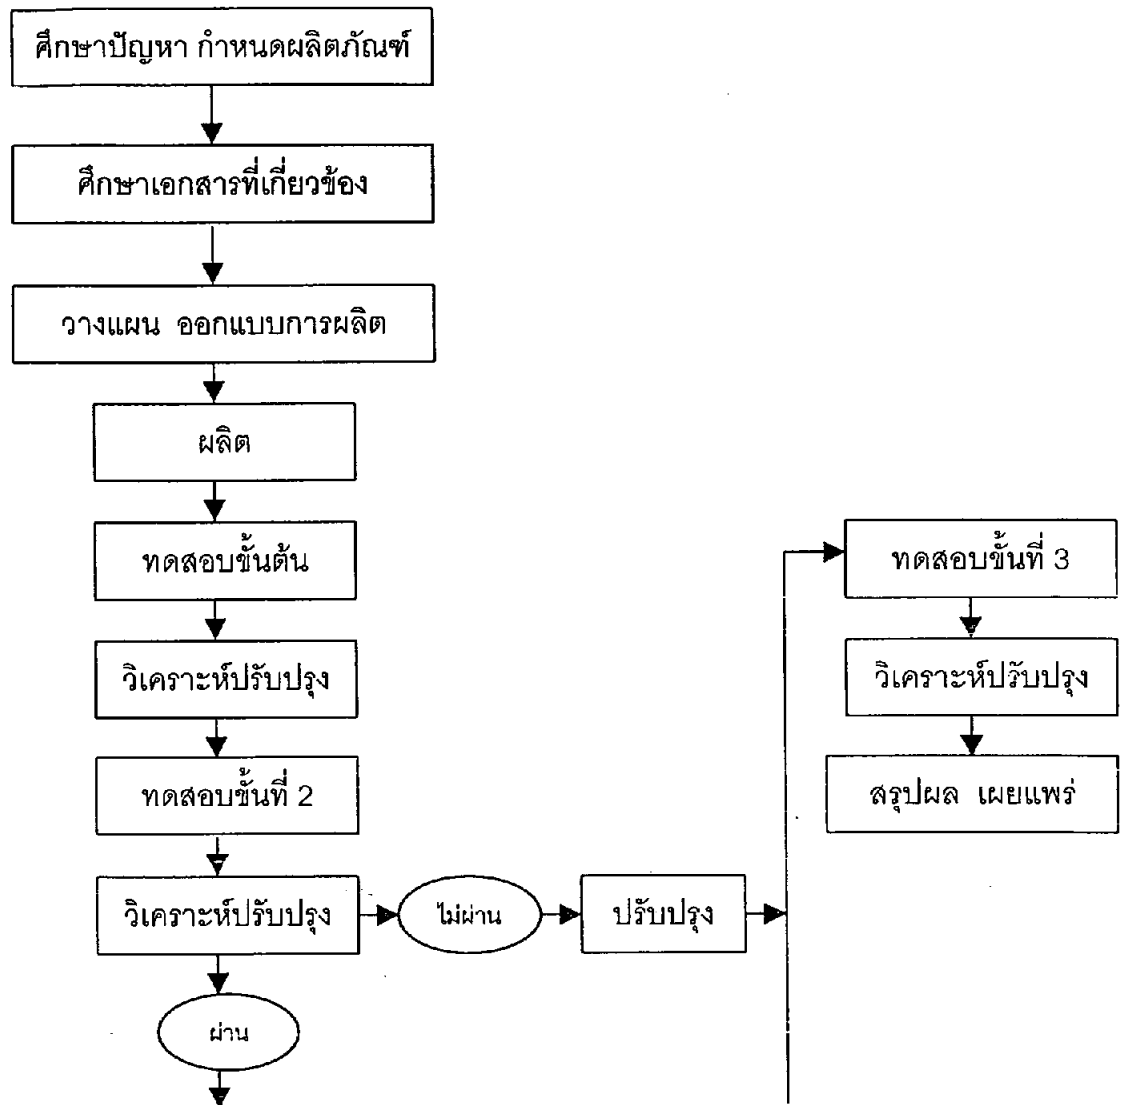 ศึกษาปัญหา กำหนดผลิตภัณฑ์
ศึกษาเอกสารที่เกี่ยวข้อง
วางแผน ออกแบบการผลิต
ผลิต
ทดสอบขั้นต้น
วิเคราะห์ปรับปรุง
ทดสอบขั้นที่ 2
วิเคราะห์ปรับปรุง
ไม่ผ่าน
ปรับปรุง
ผ่าน
ทดสอบขั้นที่ 3
วิเคราะห์ปรับปรุง
สรุปผล เผยแพร่